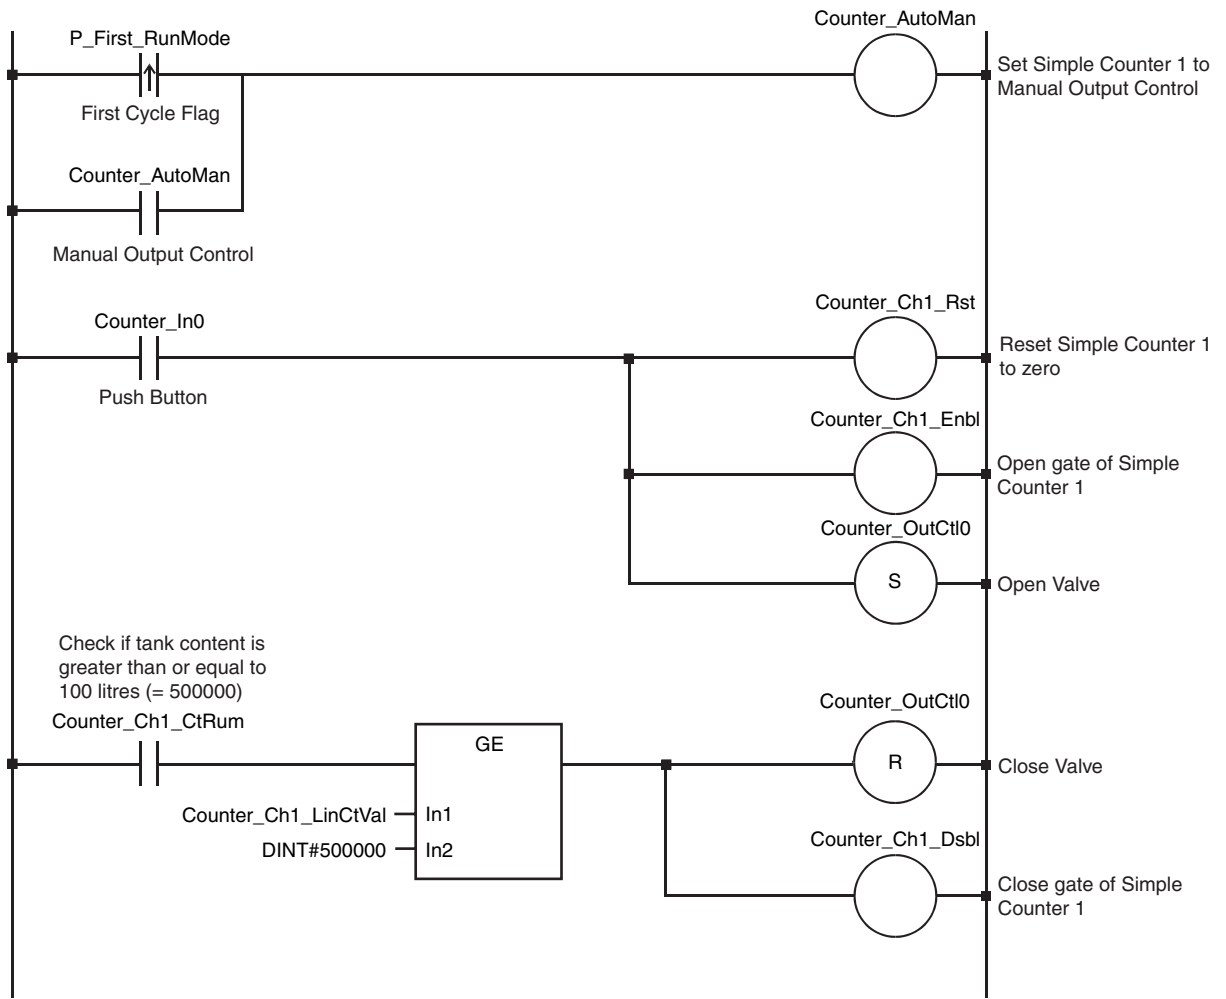 Counter_AutoMan
P_First_RunMode
Set Simple Counter 1 to
Manual Output Control
First Cycle Flag
Counter_AutoMan
Manual Output Control
Counter_Ch1_Rst
Counter_In0
Reset Simple Counter 1
to zero
Push Button
Counter_Ch1_Enbl
Open gate of Simple
Counter 1
Counter_OutCtl0
S
Open Valve
Check if tank content is
greater than or equal to
100 litres (= 500000)
Counter_Ch1_CtRum
Counter_OutCtl0
GE
R
Close Valve
Counter_Ch1_LinCtVal
In1
DINT#500000
In2
Counter_Ch1_Dsbl
Close gate of Simple
Counter 1